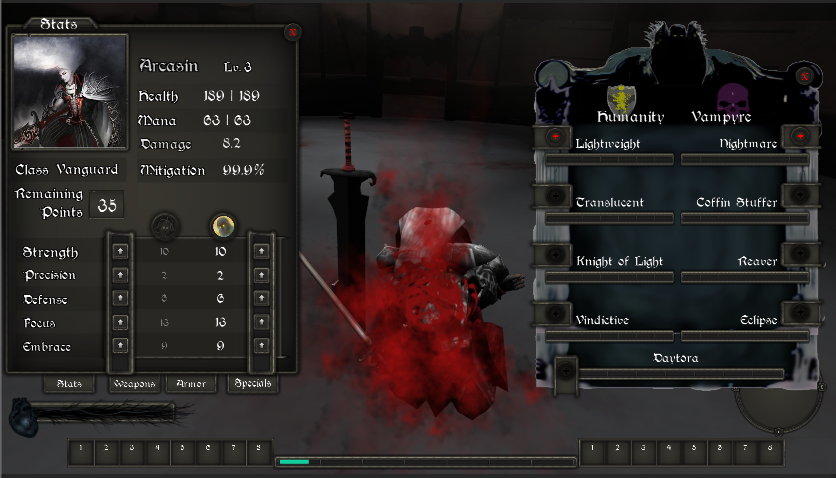 Stats
Arcasin Lv. 3
Health 189 | 189
Mana 63 | 63
Damage 8.2
Mitigation 99.9%
Class Vanguard
Remaining
Points 35
Strength 10 10
Precision 2 2
Defense 6 6
Focus 13 13
Embrace 9 9
Stats Weapons Armor Specials
Humanity Vampyre
Lightweight Nightmare
Translucent Coffin Stuffer
Knight of Light Reaver
Vindictive Eclipse
Daytora
1 2 3 4 5 6 7 8
1 2 3 4 5 6 7 8